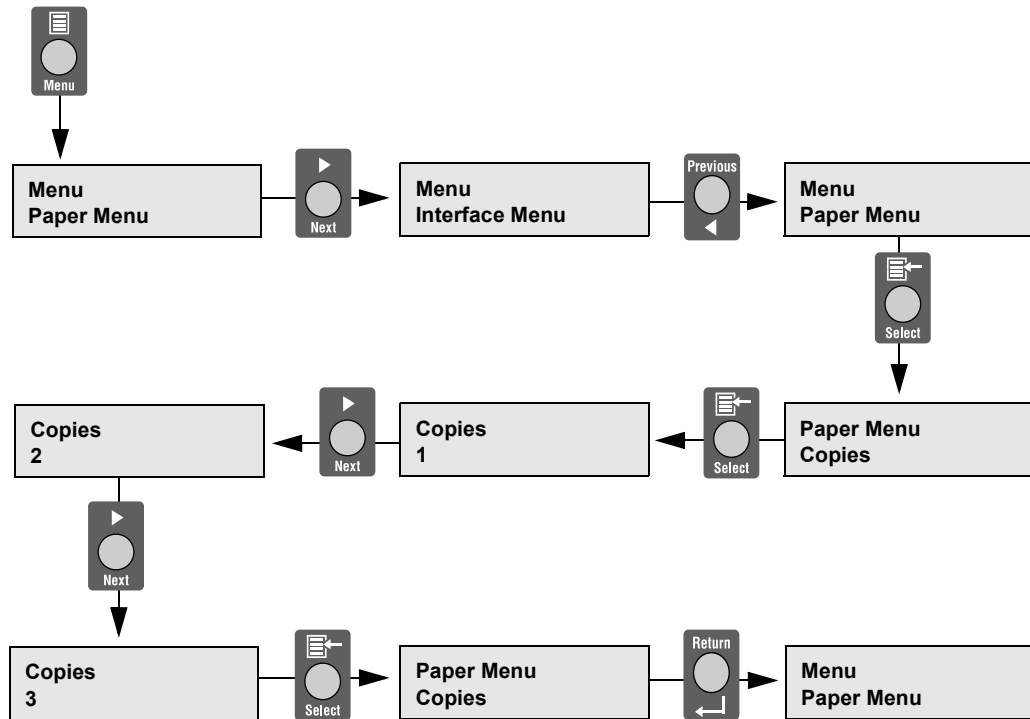 Menu
Menu
Paper Menu
Next
Menu
Interface Menu
Previous
Menu
Paper Menu
Select
Paper Menu
Copies
Select
Copies
1
Next
Copies
2
Next
Copies
3
Select
Paper Menu
Copies
Return
Menu
Paper Menu